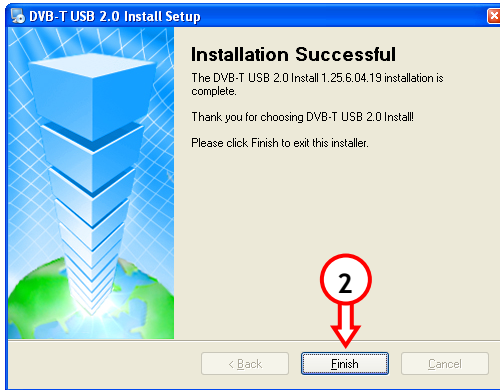 DVB-T USB 2.0 Install Setup
Installation Successful
The DVB-T USB 2.0 Install 1.25.6.04.19 installation is
complete.
Thank you for choosing DVB-T USB 2.0 Install!
Please click Finish to exit this installer.
2
< Back Finish Cancel